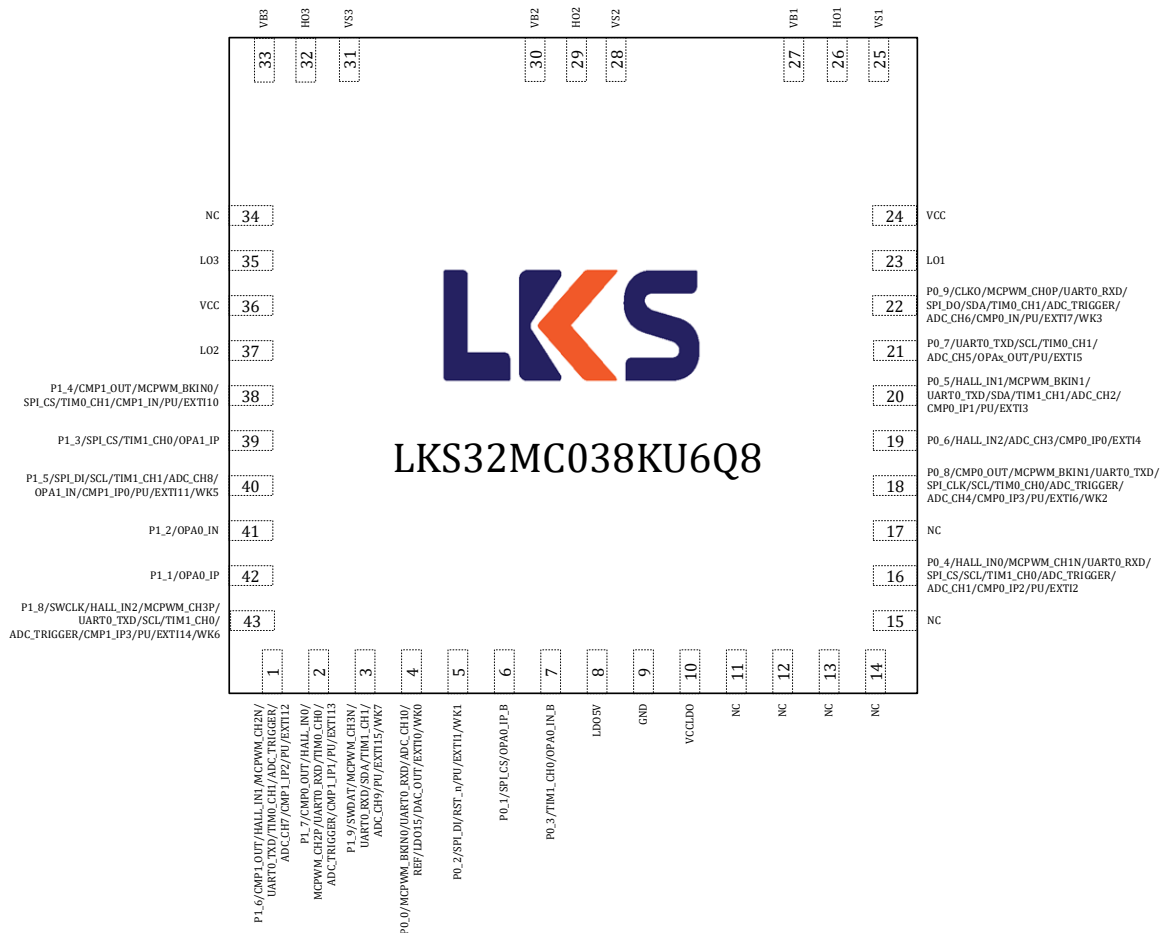 VB3
HO3
VS3
VB2
HO2
VS2
VB1
HO1
VS1
33
32
31
30
29
28
27
26
25
NC
34
LO3
35
VCC
36
LO2
37
P1_4/CMP1_OUT/MCPWM_BKIN0/
SPI_CS/TIM0_CH1/CMP1_IN/PU/EXTI10
38
P1_3/SPI_CS/TIM1_CH0/OPA1_IP
39
P1_5/SPI_DI/SCL/TIM1_CH1/ADC_CH8/
OPA1_IN/CMP1_IP0/PU/EXTI11/WK5
40
P1_2/OPA0_IN
41
P1_1/OPA0_IP
42
P1_8/SWCLK/HALL_IN2/MCPWM_CH3P/
UART0_TXD/SCL/TIM1_CH0/
ADC_TRIGGER/CMP1_IP3/PU/EXTI14/WK6
43
LKS
LKS32MC038KU6Q8
24
VCC
23
LO1
22
P0_9/CLKO/MCPWM_CH0P/UART0_RXD/
SPI_DO/SDA/TIM0_CH1/ADC_TRIGGER/
ADC_CH6/CMP0_IN/PU/EXTI7/WK3
21
P0_7/UART0_TXD/SCL/TIM0_CH1/
ADC_CH5/OPAx_OUT/PU/EXTI5
20
P0_5/HALL_IN1/MCPWM_BKIN1/
UART0_TXD/SDA/TIM1_CH1/ADC_CH2/
CMP0_IP1/PU/EXTI3
19
P0_6/HALL_IN2/ADC_CH3/CMP0_IP0/EXTI4
18
P0_8/CMP0_OUT/MCPWM_BKIN1/UART0_TXD/
SPI_CLK/SCL/TIM0_CH0/ADC_TRIGGER/
ADC_CH4/CMP0_IP3/PU/EXTI6/WK2
17
NC
16
P0_4/HALL_IN0/MCPWM_CH1N/UART0_RXD/
SPI_CS/SCL/TIM1_CH0/ADC_TRIGGER/
ADC_CH1/CMP0_IP2/PU/EXTI2
15
NC
1
2
3
4
5
6
7
8
9
10
11
12
13
14
P1_6/CMP1_OUT/HALL_IN1/MCPWM_CH2N/
UART0_TXD/TIM0_CH1/ADC_TRIGGER/
ADC_CH7/CMP1_IP2/PU/EXTI12
P1_7/CMP0_OUT/HALL_IN0/
MCPWM_CH2P/UART0_RXD/TIM0_CH0/
ADC_TRIGGER/CMP1_IP1/PU/EXTI13
P1_9/SWDAT/MCPWM_CH3N/
UART0_RXD/SDA/TIM1_CH1/
ADC_CH9/PU/EXTI15/WK7
P0_0/MCPWM_BKIN0/UART0_RXD/ADC_CH10/
REF/LDO15/DAC_OUT/EXTI0/WK0
P0_2/SPI_DI/RST_n/PU/EXTI1/WK1
P0_1/SPI_CS/OPA0_IP_B
P0_3/TIM1_CH0/OPA0_IN_B
LDO5V
GND
VCCLDO
NC
NC
NC
NC